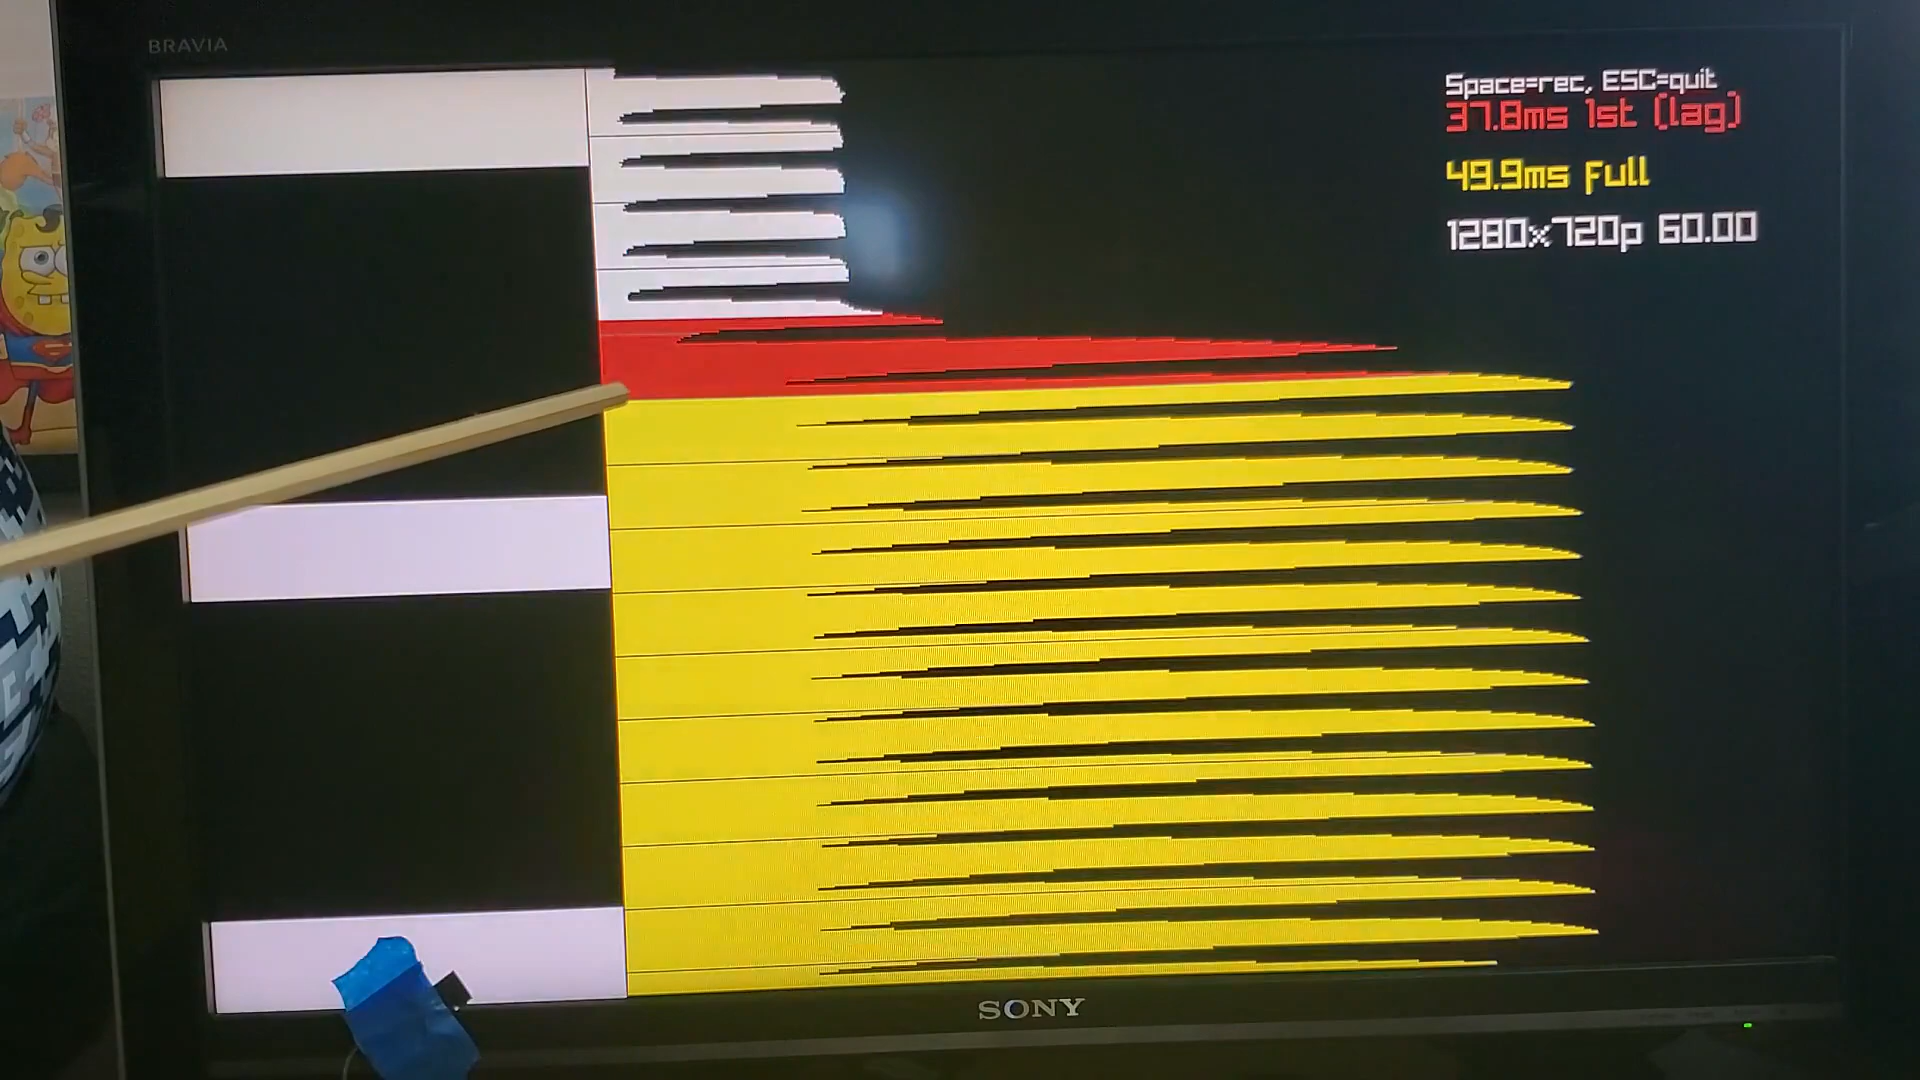 BRAVIA
Space=rec, ESC=quit
37.8ms 1st (lag)
49.9ms Full
1280x720p 60.00
SONY